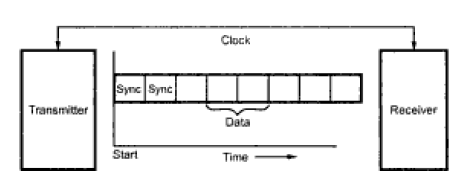 Clock
Sync Sync
Transmitter
Receiver
Data
Start
Time